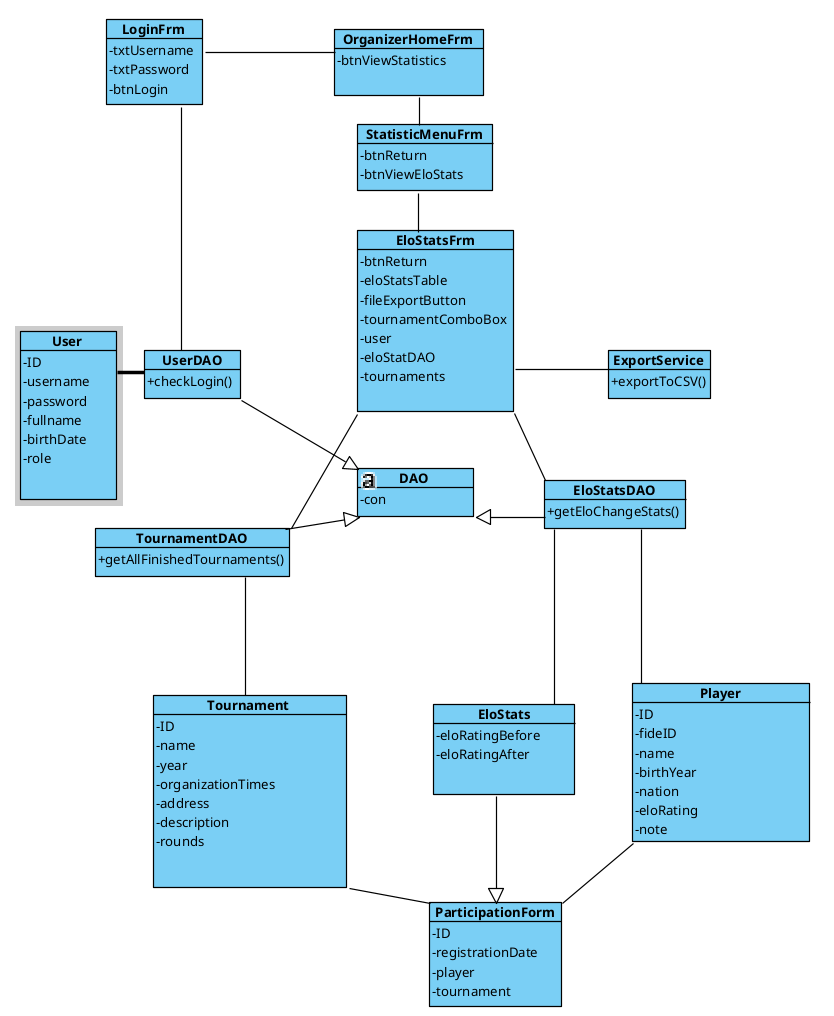 LoginFrm
-txtUsername
-txtPassword
-btnLogin
OrganizerHomeFrm
-btnViewStatistics
StatisticMenuFrm
-btnReturn
-btnViewEloStats
EloStatsFrm
-btnReturn
-eloStatsTable
-fileExportButton
-tournamentComboBox
-user
-eloStatDAO
-tournaments
User
-ID
-username
-password
-fullname
-birthDate
-role
UserDAO
+checkLogin()
ExportService
+exportToCSV()
a DAO
-con
EloStatsDAO
+getEloChangeStats()
TournamentDAO
+getAllFinishedTournaments()
Tournament
-ID
-name
-year
-organizationTimes
-address
-description
-rounds
EloStats
-eloRatingBefore
-eloRatingAfter
Player
-ID
-fideID
-name
-birthYear
-nation
-eloRating
-note
ParticipationForm
-ID
-registrationDate
-player
-tournament